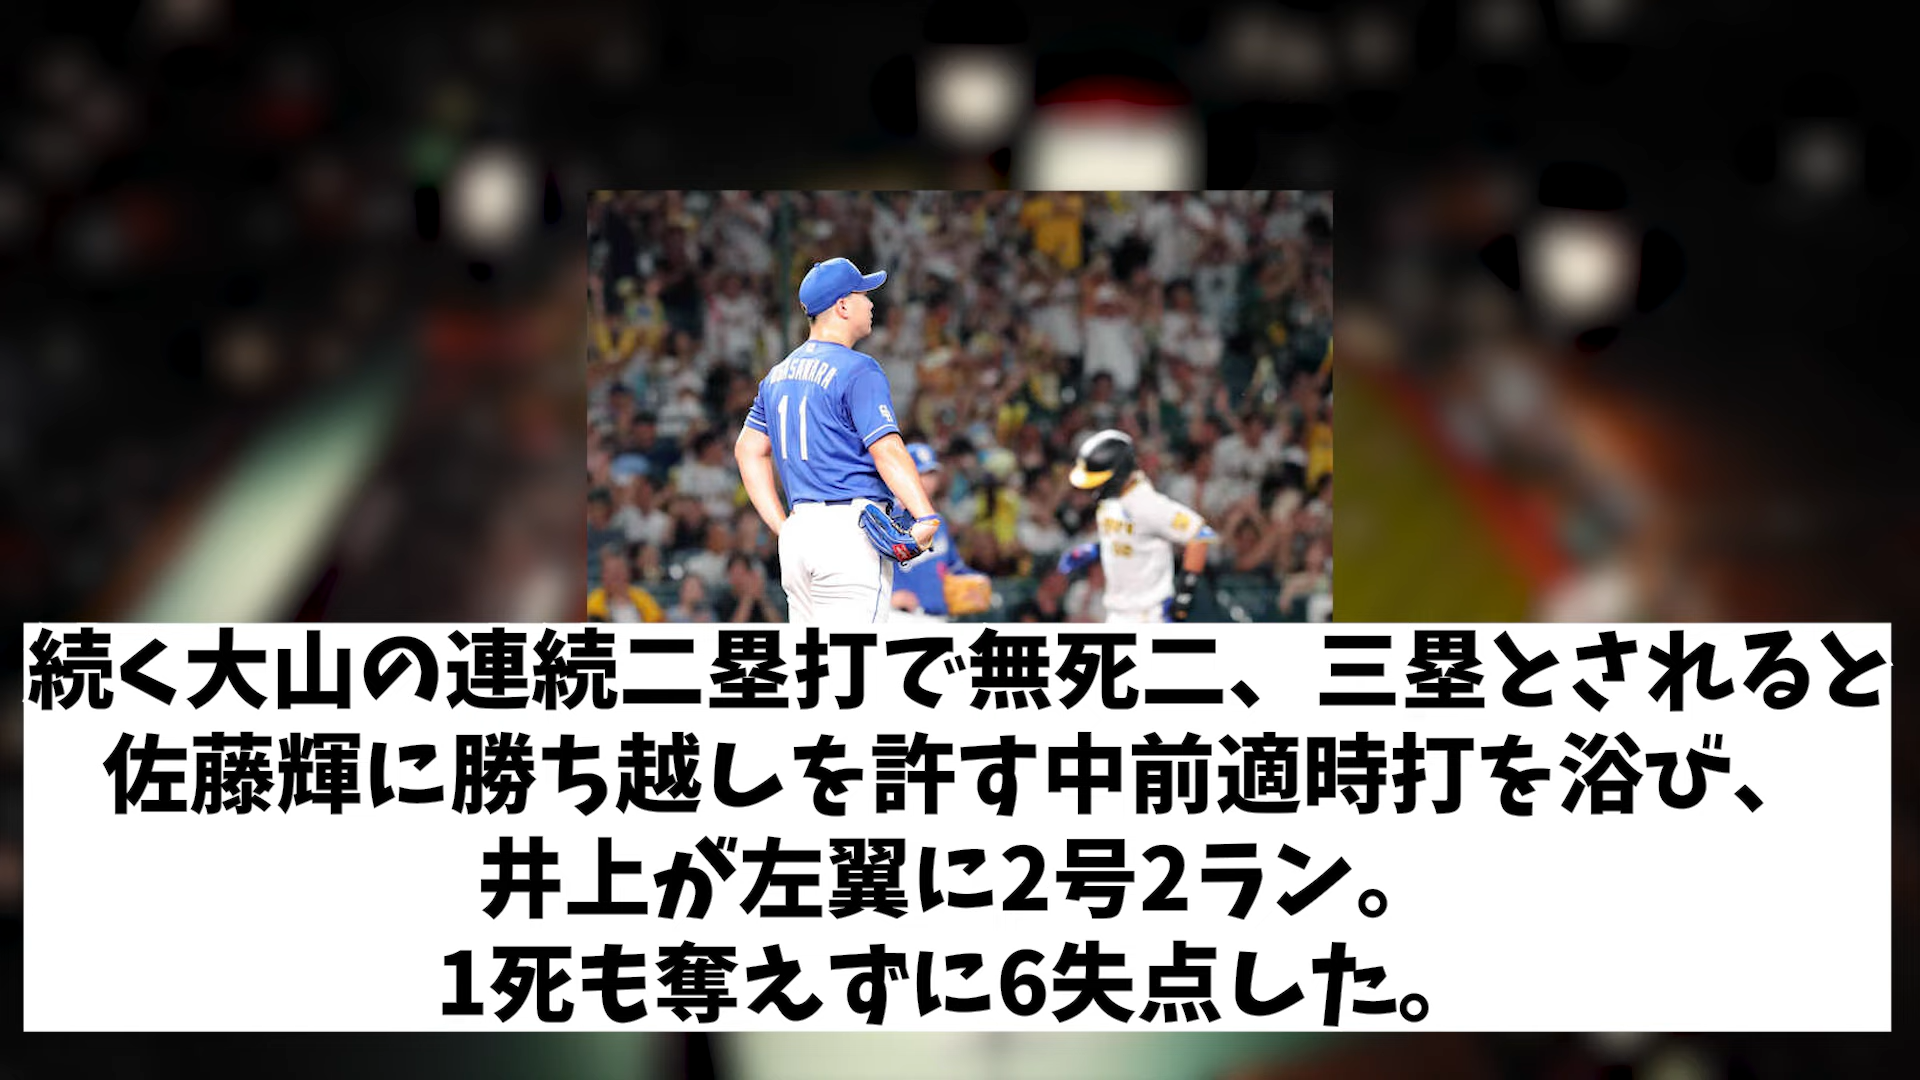 OGASAWARA
11
続く大山の連続二塁打で無死二、三塁とされると
佐藤輝に勝ち越しを許す中前適時打を浴び、
井上が左翼に2号2ラン。
1死も奪えずに6失点した。